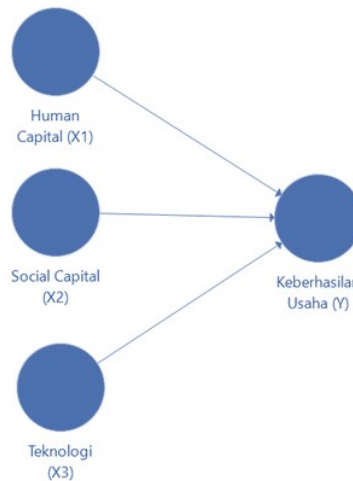 Human
Capital (X1)
Social Capital
(X2)
Keberhasilan
Usaha (Y)
Teknologi
(X3)